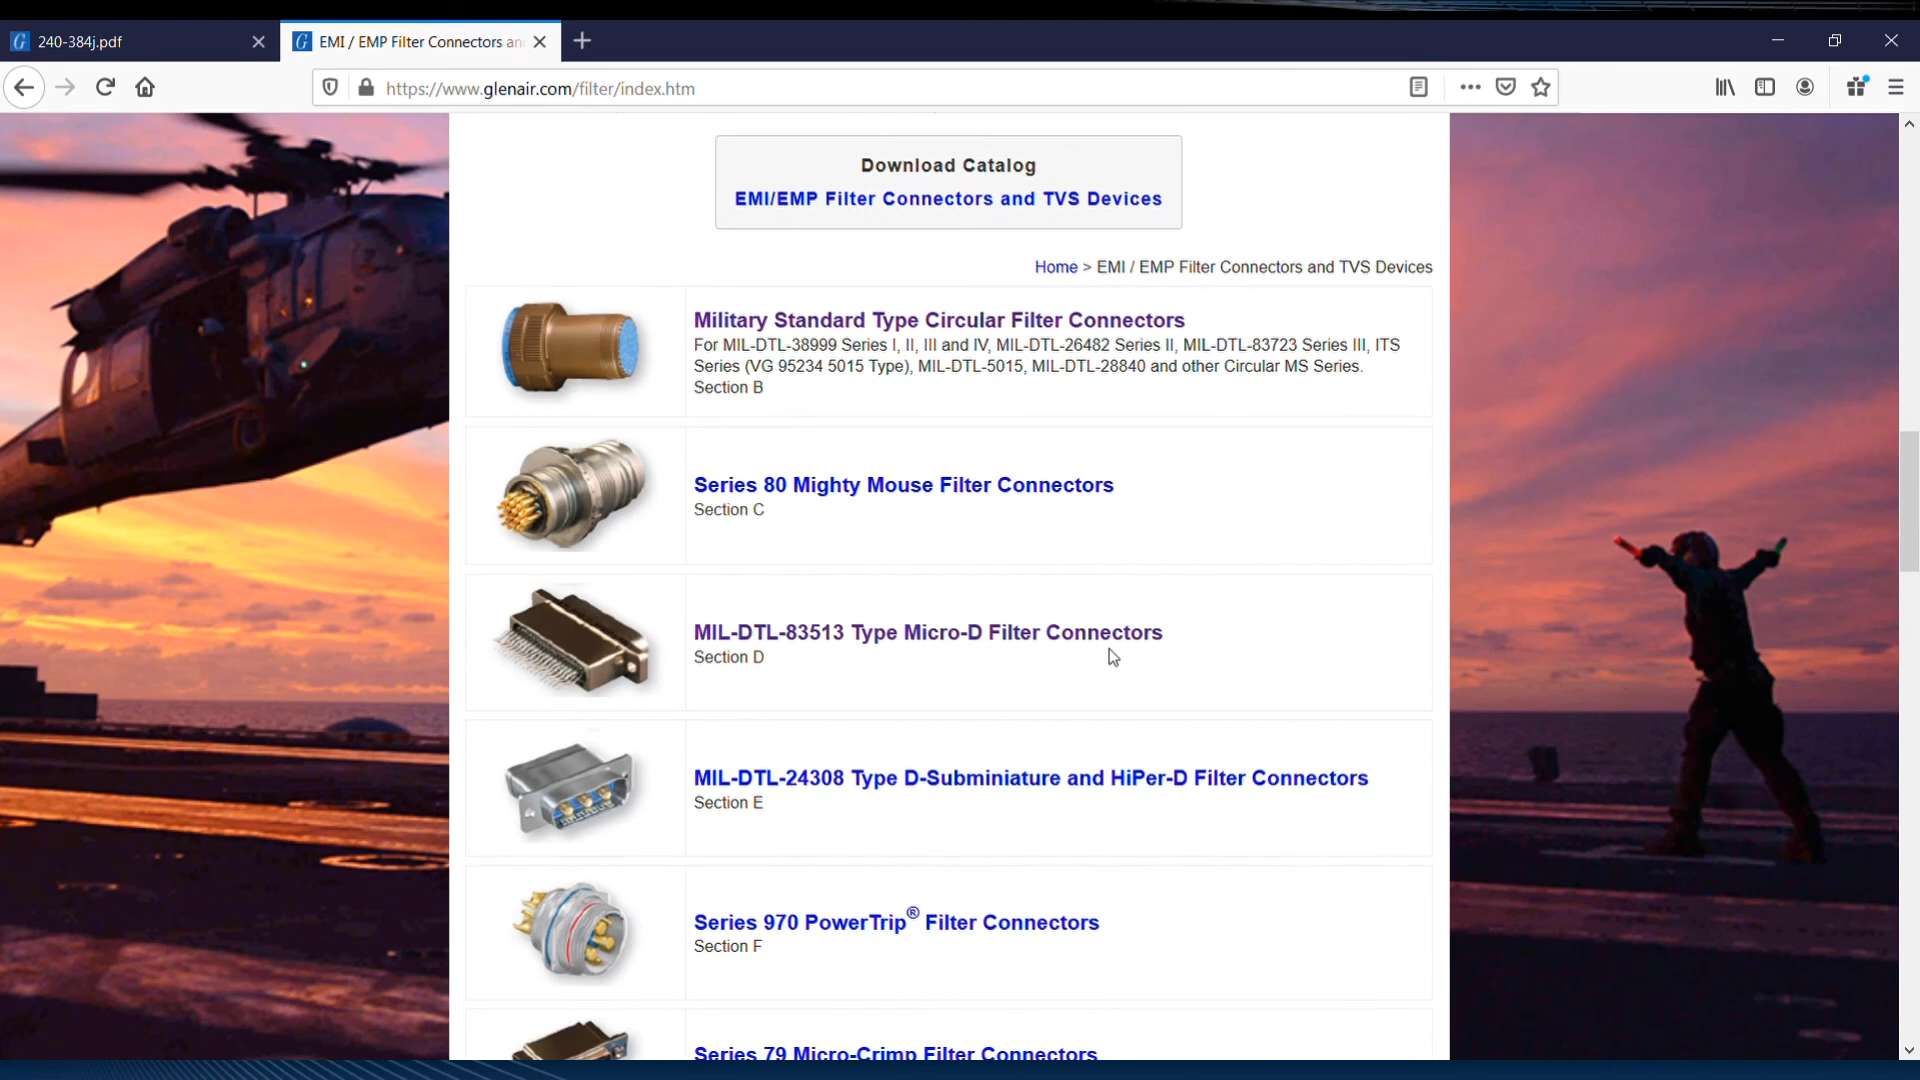 240-384j.pdf
EMI / EMP Filter Connectors an
https://www.glenair.com/filter/index.htm
Download Catalog
EMI/EMP Filter Connectors and TVS Devices
Home > EMI / EMP Filter Connectors and TVS Devices
Military Standard Type Circular Filter Connectors
For MIL-DTL-38999 Series I, II, III and IV, MIL-DTL-26482 Series II, MIL-DTL-83723 Series III, ITS
Series (VG 95234 5015 Type), MIL-DTL-5015, MIL-DTL-28840 and other Circular MS Series.
Section B
Series 80 Mighty Mouse Filter Connectors
Section C
MIL-DTL-83513 Type Micro-D Filter Connectors
Section D
MIL-DTL-24308 Type D-Subminiature and HiPer-D Filter Connectors
Section E
Series 970 PowerTrip® Filter Connectors
Section F
Series 79 Micro-Crimp Filter Connectors